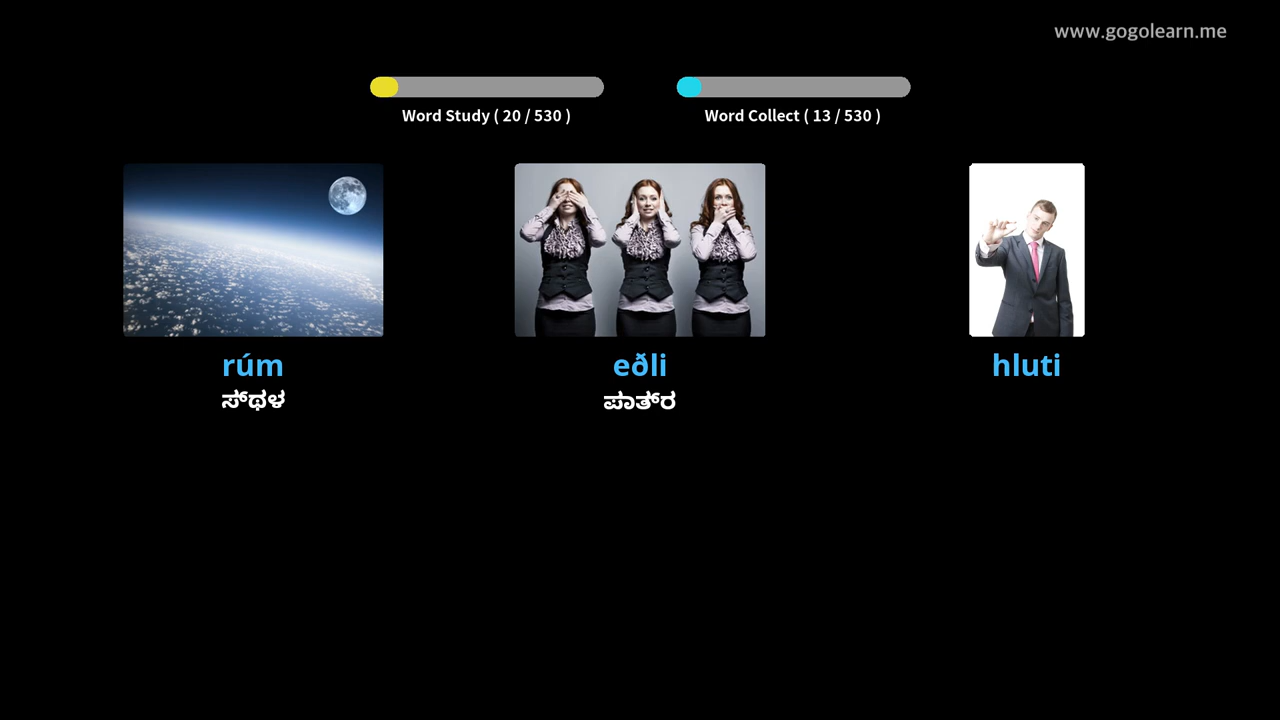 www.gogolearn.me
Word Study ( 20 / 530 )
Word Collect ( 13 / 530 )
rúm
eðli
hluti
ಸ್ಥಳ
ಪಾತ್ರ